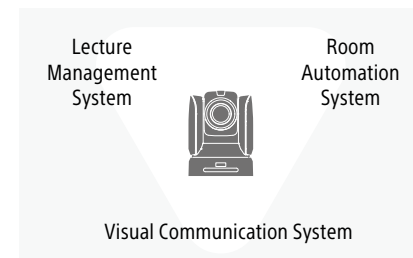 Lecture
Management
System
Room
Automation
System
Visual Communication System